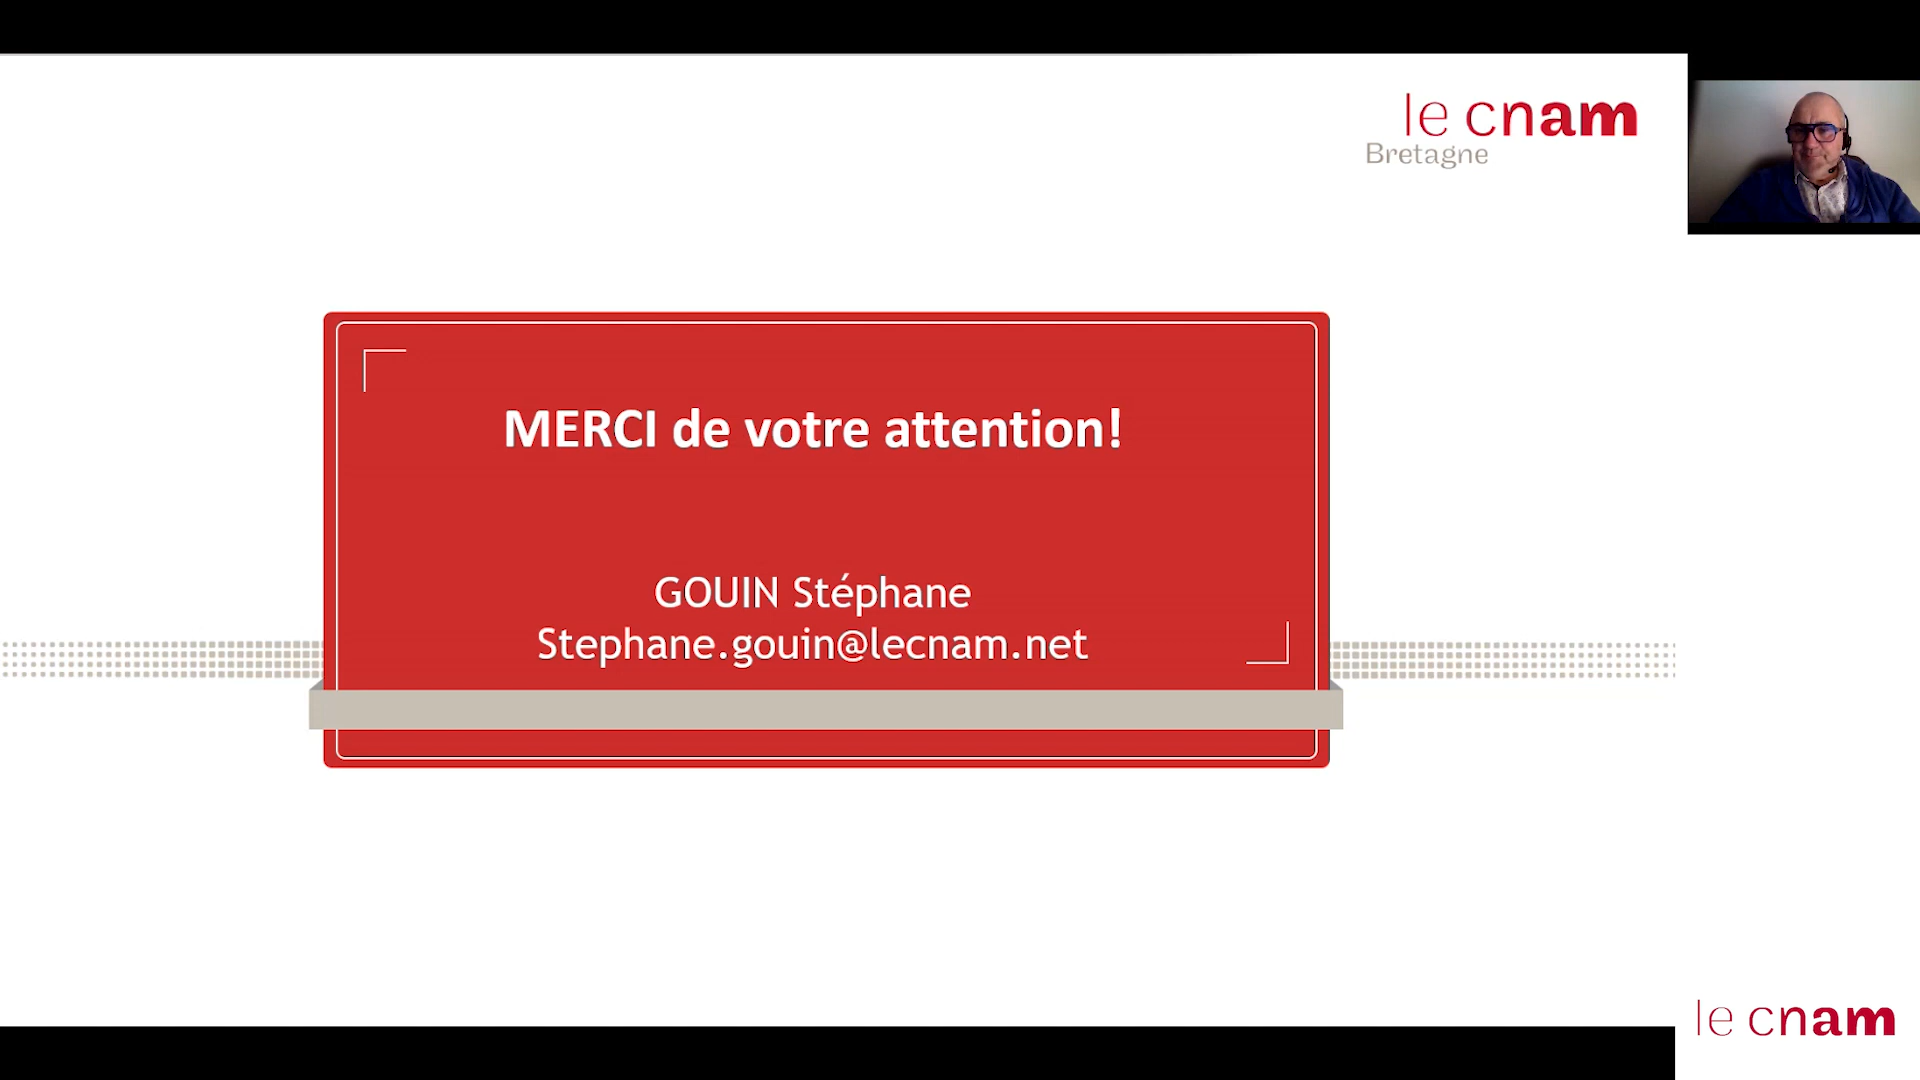 le cnam
Bretagne
MERCI de votre attention!
GOUIN Stéphane
Stephane.gouin@lecnam.net
le cnam